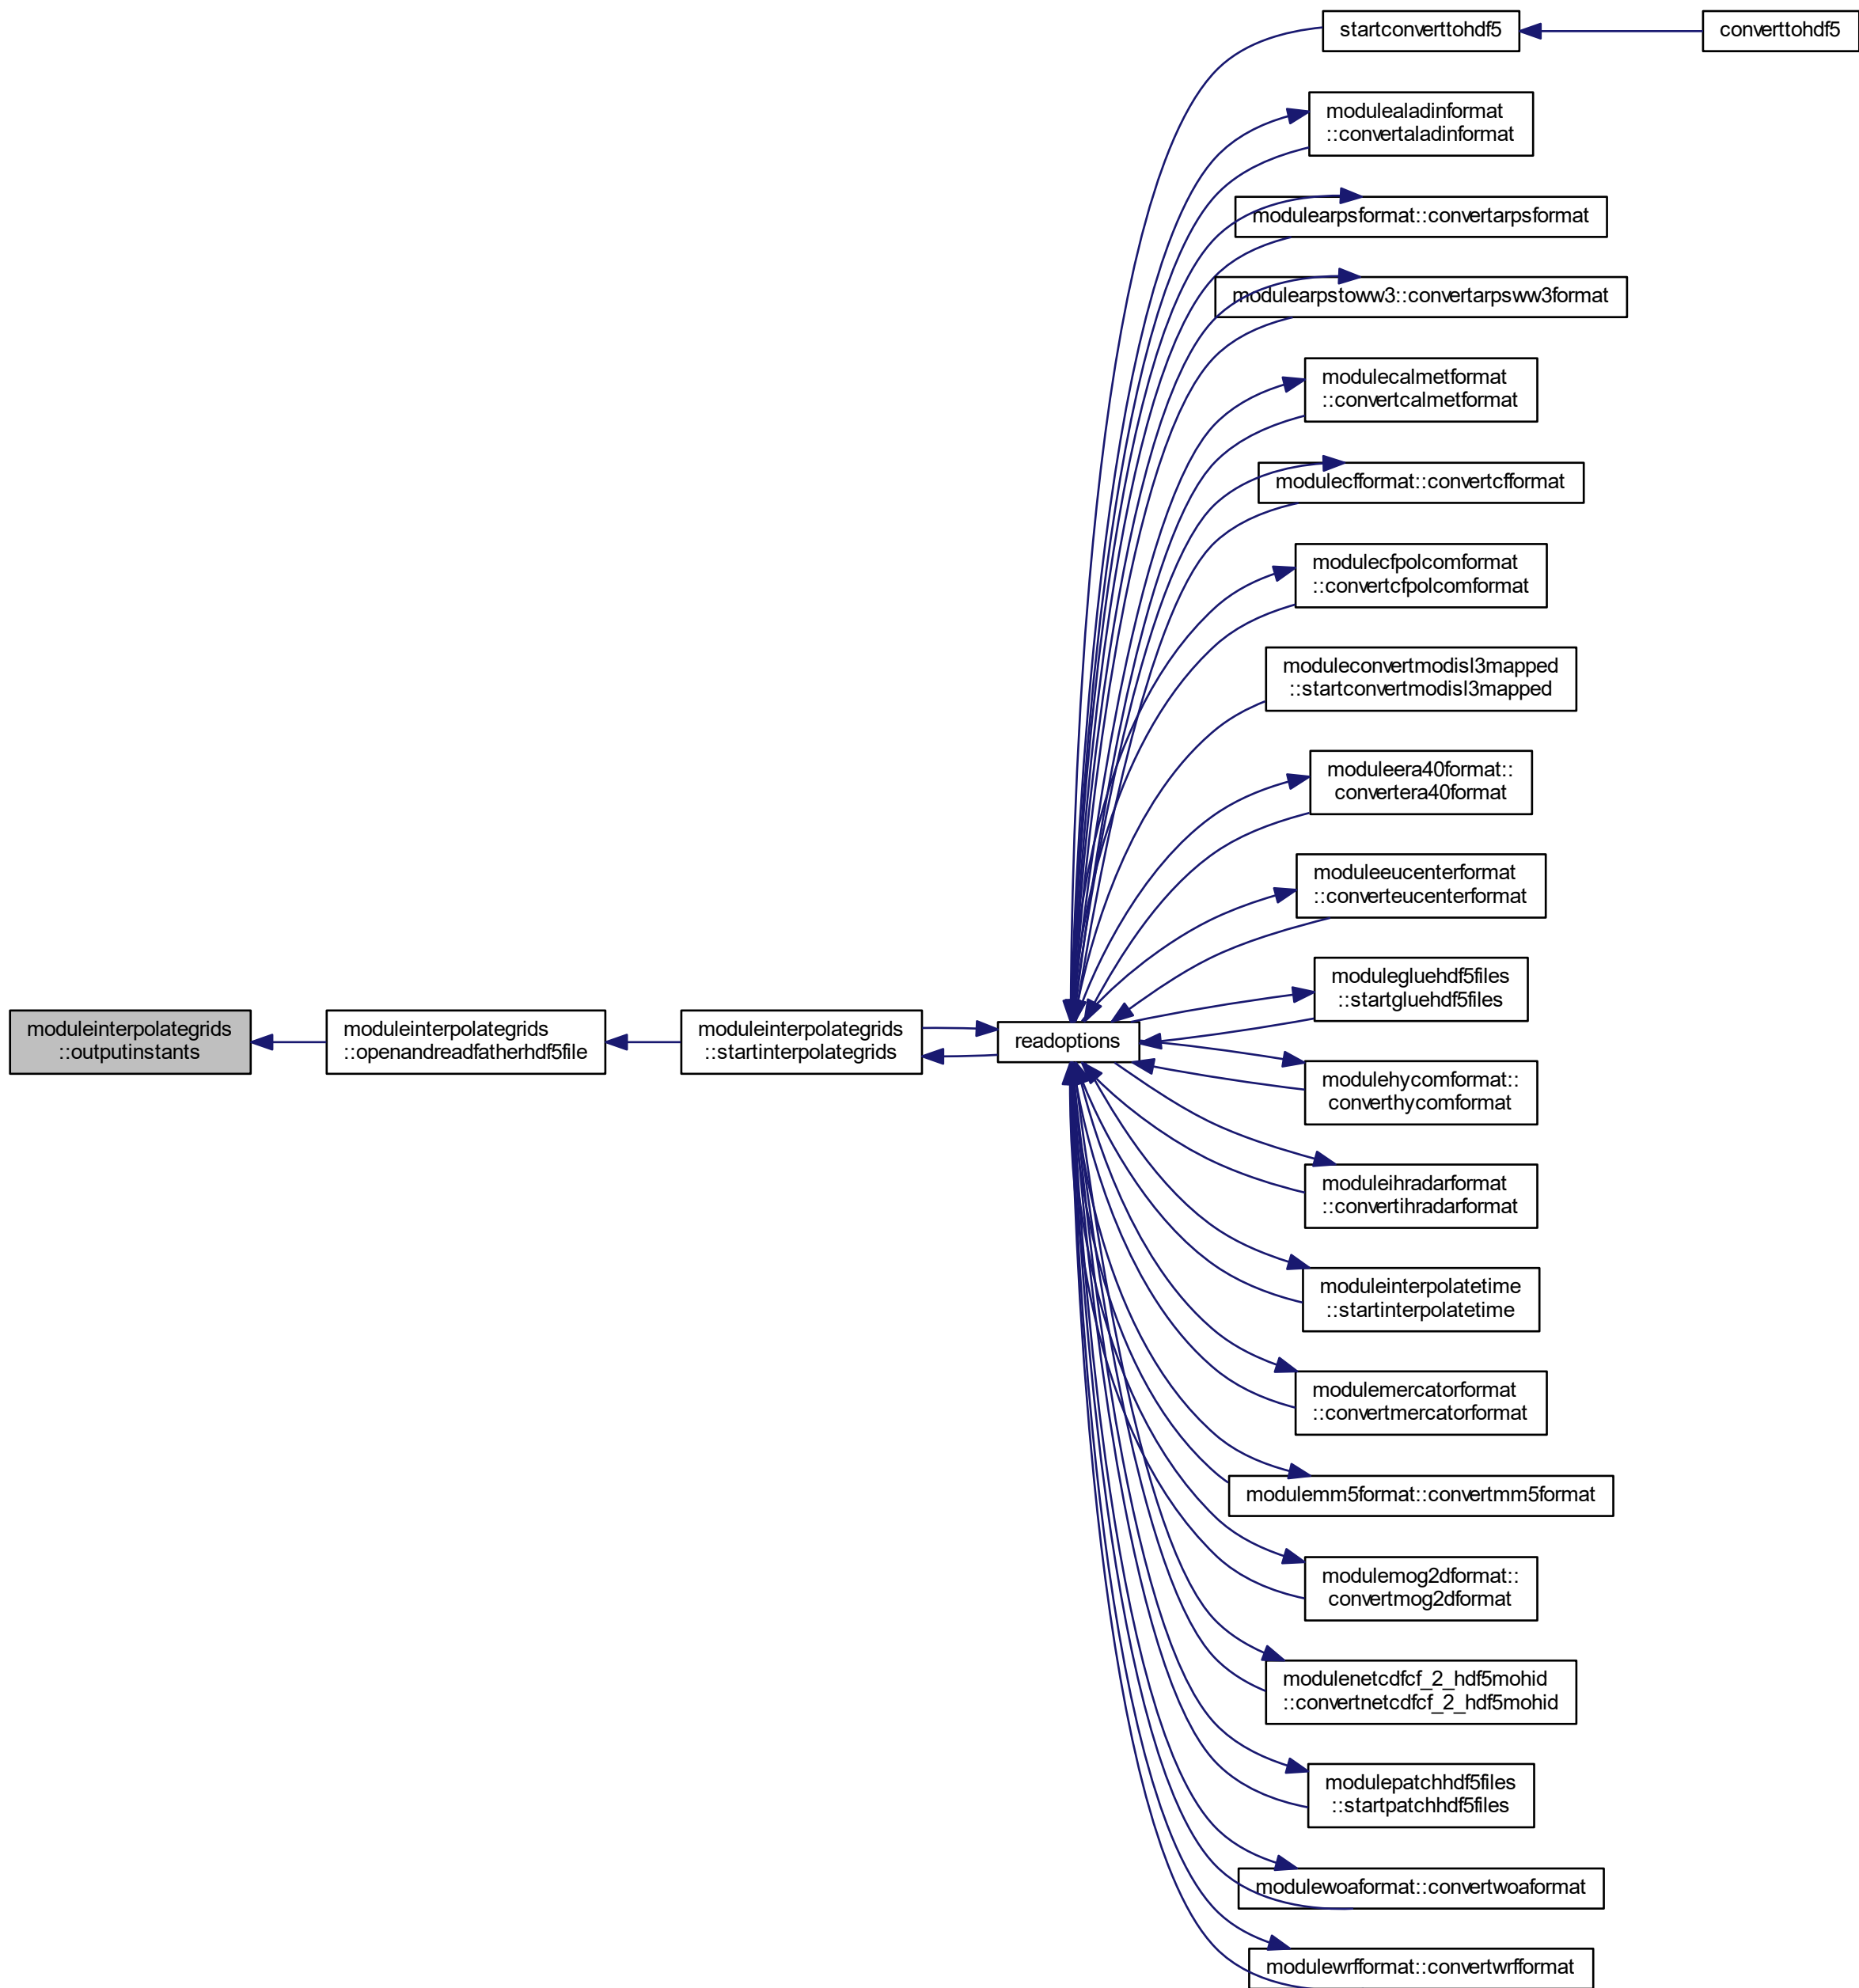 startconverttohdf5
converttohdf5
modulealadinformat
::convertaladinformat
modulearpsformat::convertarpsformat
modulearpstoww3::convertarpsww3format
modulecalmetformat
::convertcalmetformat
modulecfformat::convertcfformat
modulecfpolcomformat
::convertcfpolcomformat
moduleconvertmodisl3mapped
::startconvertmodisl3mapped
moduleera40format::
convertera40format
moduleeucenterformat
::converteucenterformat
modulegluehdf5files
::startgluehdf5files
moduleinterpolategrids
::outputinstants
moduleinterpolategrids
::openandreadfatherhdf5file
moduleinterpolategrids
::startinterpolategrids
readoptions
modulehycomformat::
converthycomformat
moduleihradarformat
::convertihradarformat
moduleinterpolatetime
::startinterpolatetime
modulemercatorformat
::convertmercatorformat
modulemm5format::convertmm5format
modulemog2dformat::
convertmog2dformat
modulenetcdfcf_2_hdf5mohid
::convertnetcdfcf_2_hdf5mohid
modulepatchhdf5files
::startpatchhdf5files
modulewoaformat::convertwoaformat
modulewrfformat::convertwrfformat